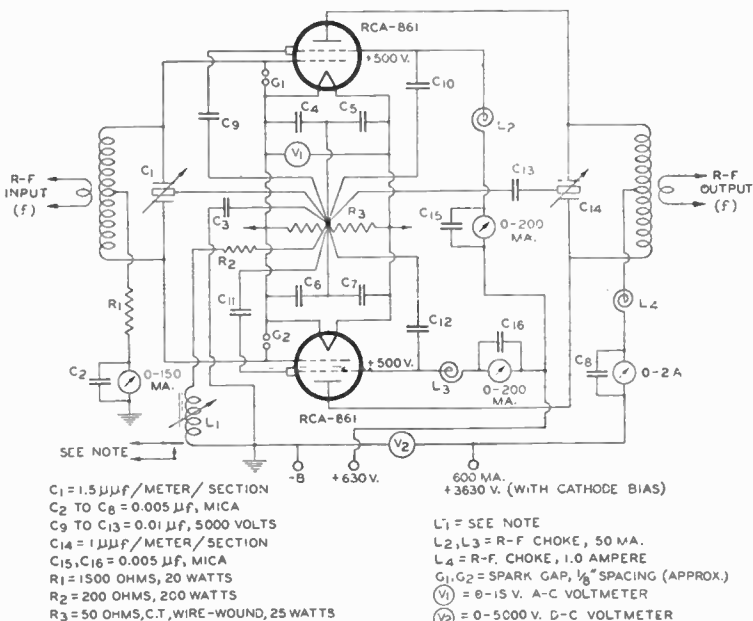 RCA-861
+500 V.
G1
C10
C9
C4
C5
L2
V1
R-F
INPUT
(f)
C1
C13
R-F
OUTPUT
(f)
C3
R3
C15
0-200
MA.
C14
R2
R1
C11
C6
C7
L4
G2
C12
C16
C2
0-150
MA.
+500 V.
C8
0-2 A
L3
0-200
MA.
RCA-861
L1
SEE NOTE
V2
-B
+630 V.
600 MA.
+3630 V. (WITH CATHODE BIAS)
C1 = 1.5 μμf/METER/SECTION
C2 TO C8 = 0.005 μf, MICA
C9 TO C13 = 0.01 μf, 5000 VOLTS
C14 = 1 μμf/METER/SECTION
C15, C16 = 0.005 μf, MICA
R1 = 1500 OHMS, 20 WATTS
R2 = 200 OHMS, 200 WATTS
R3 = 50 OHMS, C.T., WIRE-WOUND, 25 WATTS
L1 = SEE NOTE
L2, L3 = R-F CHOKE, 50 MA.
L4 = R-F. CHOKE, 1.0 AMPERE
G1, G2 = SPARK GAP, 1/8" SPACING (APPROX.)
V1 = 0-15 V. A-C VOLTMETER
V2 = 0-5000 V. D-C VOLTMETER